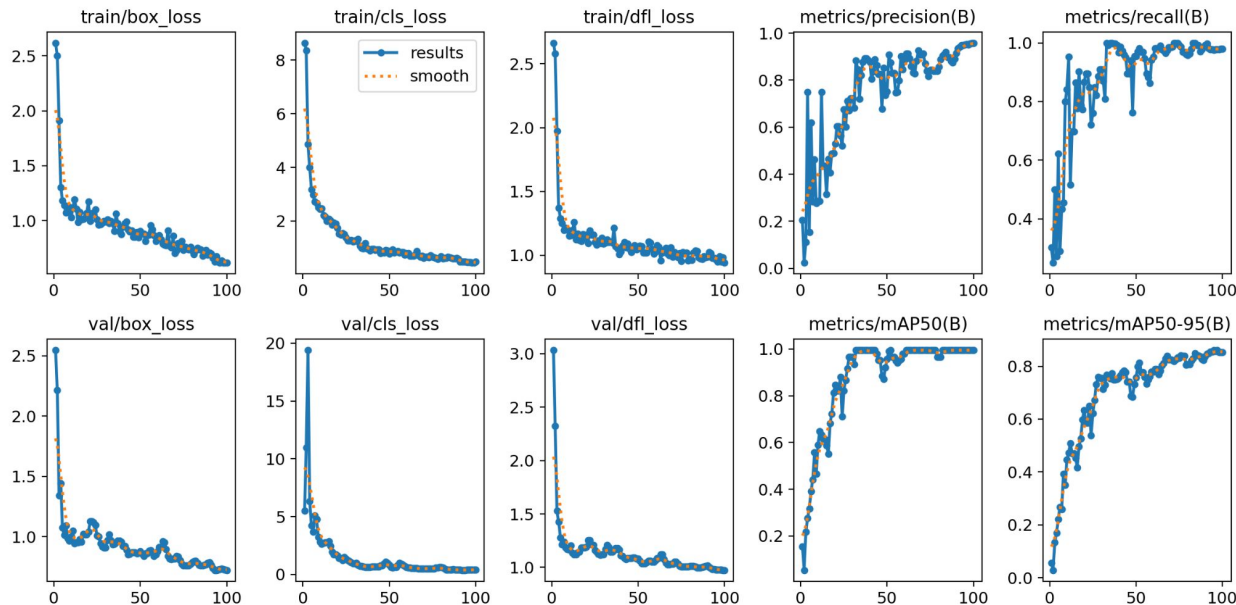 train/box_loss
train/cls_loss
train/dfl_loss
metrics/precision(B)
metrics/recall(B)
2.5
2.0
1.5
1.0
0 50 100
8
6
4
2
results
smooth
0 50 100
2.5
2.0
1.5
1.0
0 50 100
1.0
0.8
0.6
0.4
0.2
0.0
0 50 100
1.0
0.8
0.6
0.4
0 50 100
val/box_loss
val/cls_loss
val/dfl_loss
metrics/mAP50(B)
metrics/mAP50-95(B)
2.5
2.0
1.5
1.0
0 50 100
20
15
10
5
0
0 50 100
3.0
2.5
2.0
1.5
1.0
0 50 100
1.0
0.8
0.6
0.4
0.2
0 50 100
0.8
0.6
0.4
0.2
0.0
0 50 100